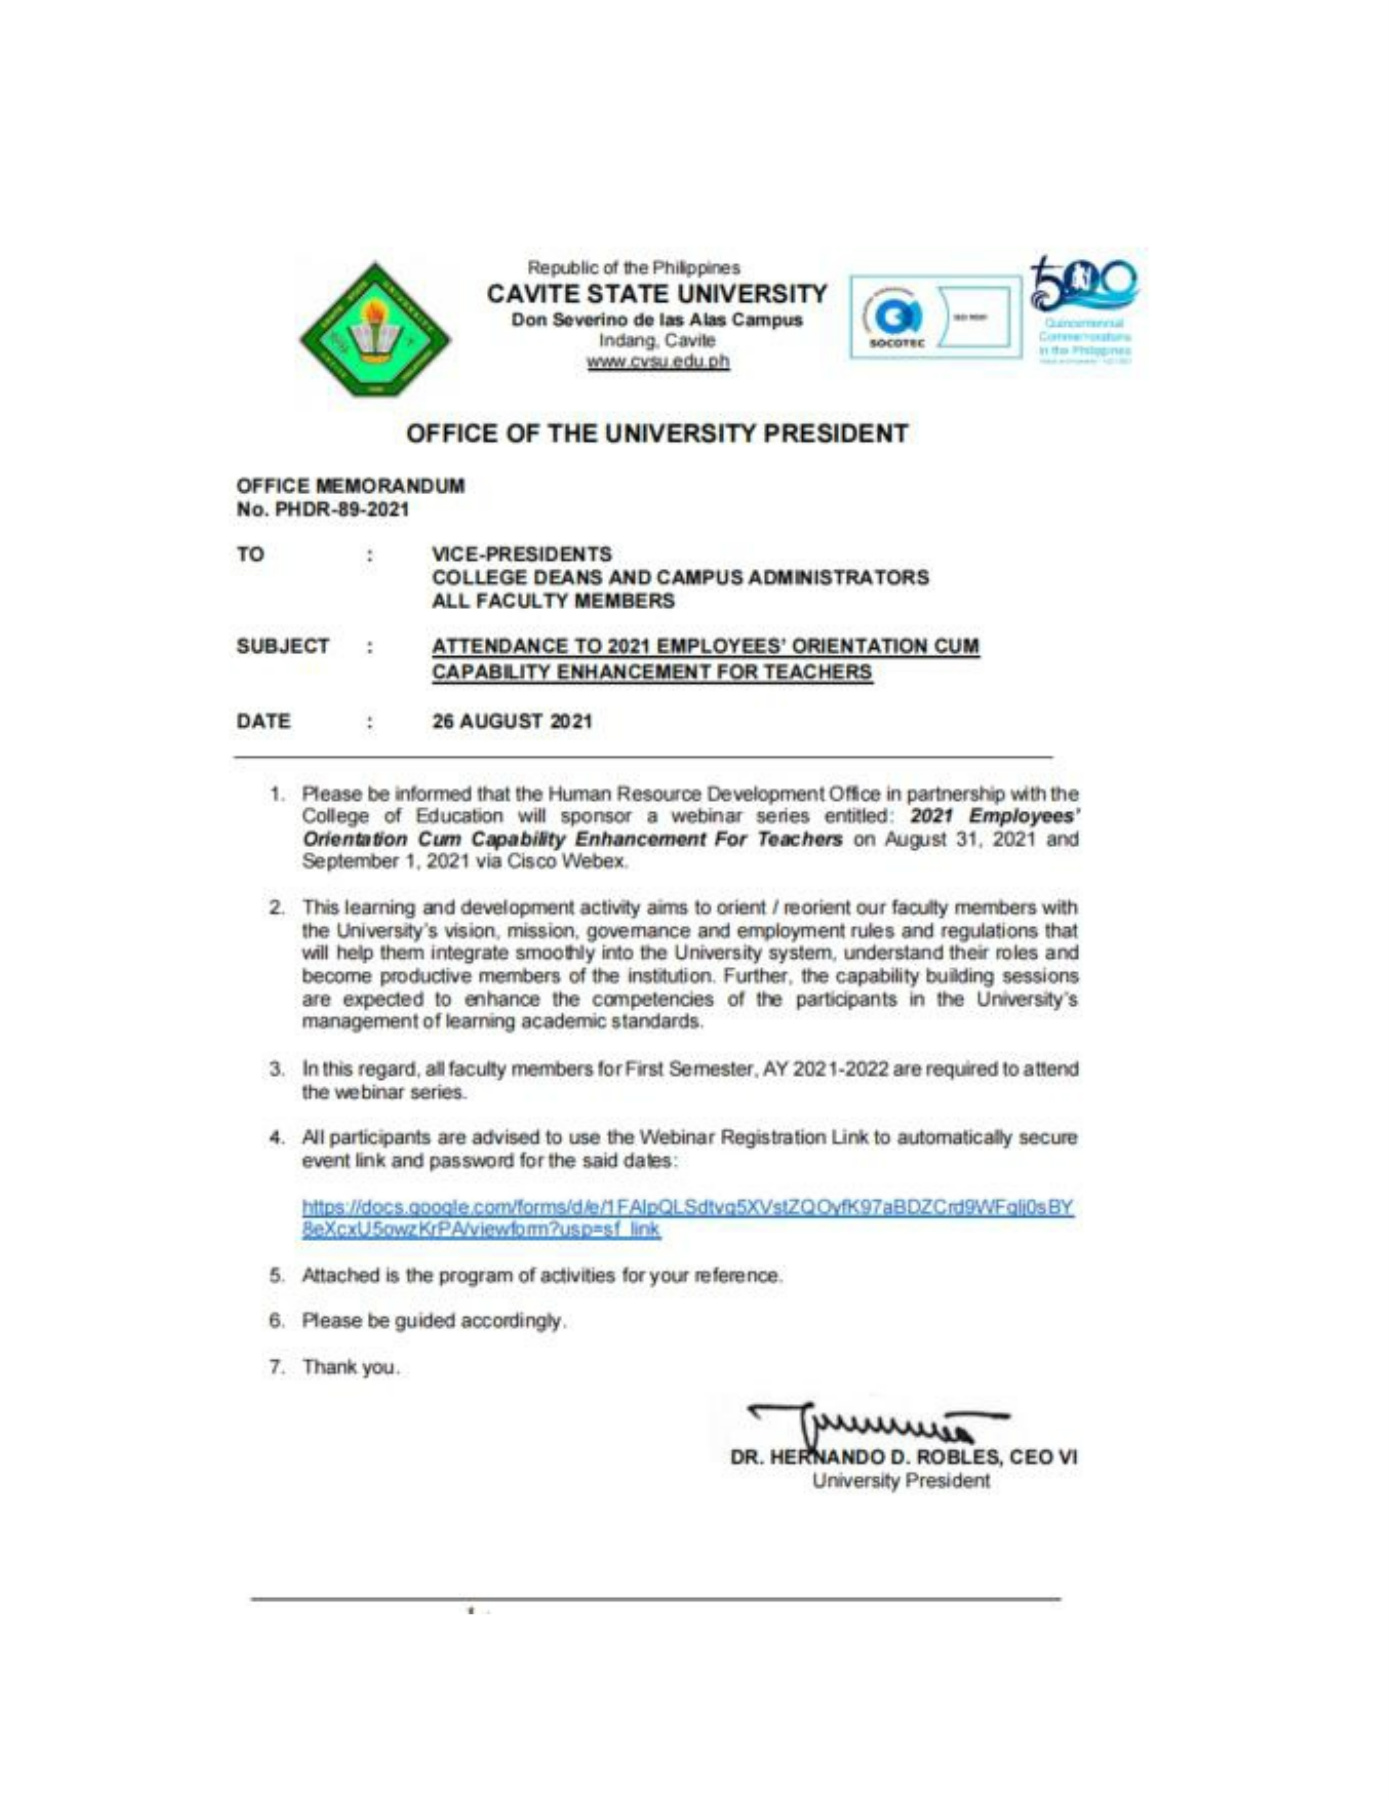 Republic of the Philippines
CAVITE STATE UNIVERSITY
Don Severino de las Alas Campus
Indang, Cavite
www.cvsu.edu.ph
SOCOTEC
500
Quincentennial
Commemorations
in the Philippines
OFFICE OF THE UNIVERSITY PRESIDENT
OFFICE MEMORANDUM
No. PHDR-89-2021
TO : VICE-PRESIDENTS
COLLEGE DEANS AND CAMPUS ADMINISTRATORS
ALL FACULTY MEMBERS
SUBJECT : ATTENDANCE TO 2021 EMPLOYEES' ORIENTATION CUM
CAPABILITY ENHANCEMENT FOR TEACHERS
DATE : 26 AUGUST 2021
1. Please be informed that the Human Resource Development Office in partnership with the
College of Education will sponsor a webinar series entitled: 2021 Employees'
Orientation Cum Capability Enhancement For Teachers on August 31, 2021 and
September 1, 2021 via Cisco Webex.
2. This learning and development activity aims to orient / reorient our faculty members with
the University's vision, mission, governance and employment rules and regulations that
will help them integrate smoothly into the University system, understand their roles and
become productive members of the institution. Further, the capability building sessions
are expected to enhance the competencies of the participants in the University's
management of learning academic standards.
3. In this regard, all faculty members for First Semester, AY 2021-2022 are required to attend
the webinar series.
4. All participants are advised to use the Webinar Registration Link to automatically secure
event link and password for the said dates:
https://docs.google.com/forms/d/e/1FAIpQLSdtvg5XVstZQOyfK97aBDZCrd9WFqlj0sBY
8eXcxU5owzKrPA/viewform?usp=sf_link
5. Attached is the program of activities for your reference.
6. Please be guided accordingly.
7. Thank you.
DR. HERNANDO D. ROBLES, CEO VI
University President